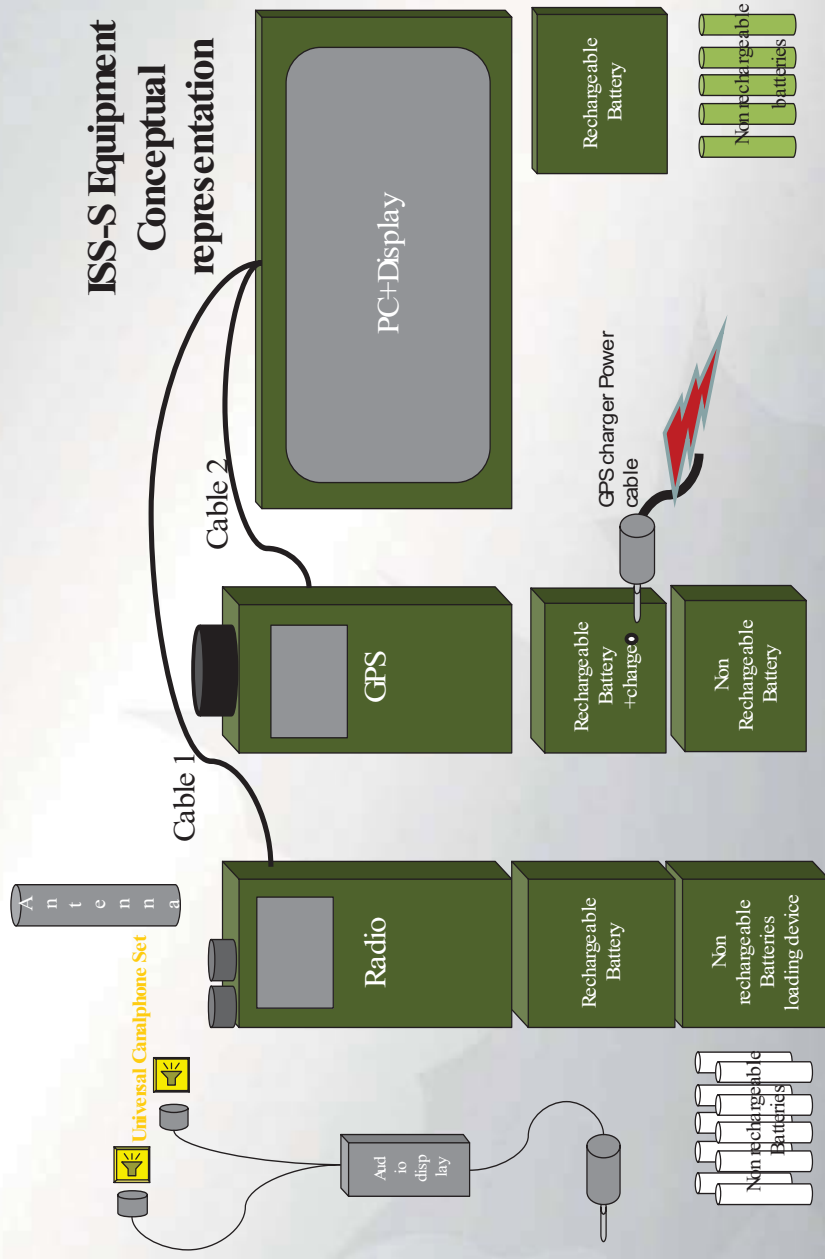 ISS-S Equipment
Conceptual
representation
Antenna
Universal Canalphone Set
Aud
io
disp
lay
Cable 1
Cable 2
Radio
GPS
PC+Display
Rechargeable
Battery
Non
rechargeable
Batteries
loading device
Non rechargeable
Batteries
Rechargeable
Battery
+charge
Non
Rechargeable
Battery
GPS charger Power
cable
Rechargeable
Battery
Non rechargeable
batteries